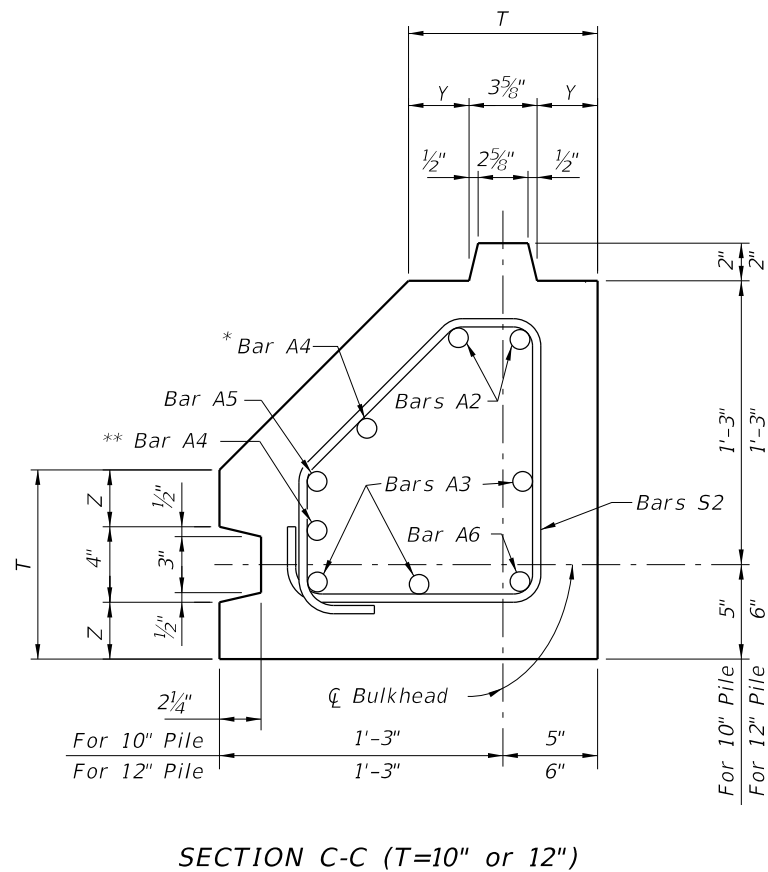 T
Y 3⅝" Y
½" 2⅝" ½"
2" 2"
* Bar A4
Bar A5
Bars A2
** Bar A4
1'-3" 1'-3"
Z ½"
Bars A3
Bars S2
Bar A6
T 4" 3"
Z ½"
5" 6"
2¼"
℄ Bulkhead
For 10" Pile 1'-3" 5"
For 12" Pile 1'-3" 6"
For 10" Pile
For 12" Pile
SECTION C-C (T=10" or 12")